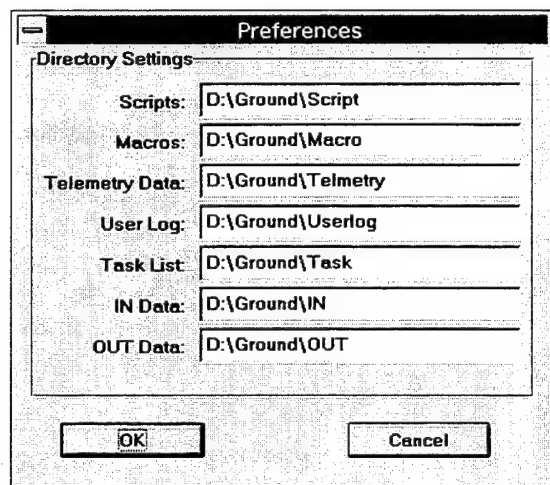 Preferences
Directory Settings
Scripts: D:\Ground\Script
Macros: D:\Ground\Macro
Telemetry Data: D:\Ground\Telmetry
User Log: D:\Ground\Userlog
Task List: D:\Ground\Task
IN Data: D:\Ground\IN
OUT Data: D:\Ground\OUT
OK Cancel